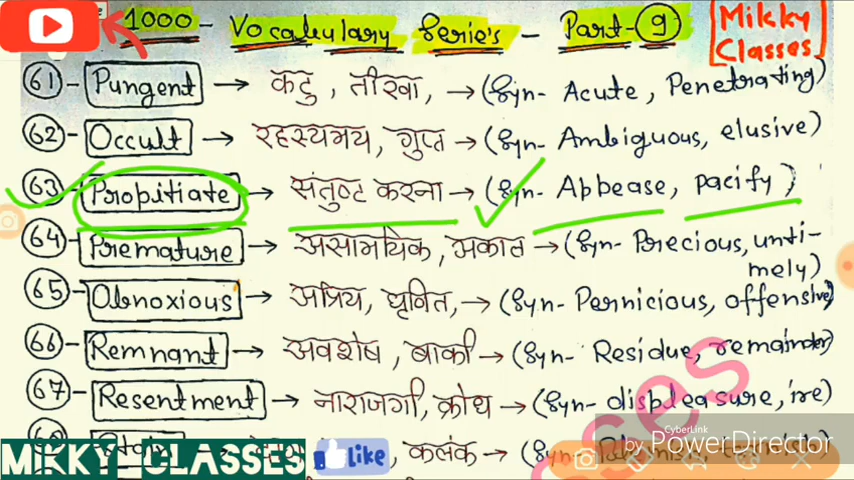 1000 - Vocabulary Series - Part-9
Mikky Classes
61 - Pungent → कटु, तीखा, → (Syn- Acute, Penetrating)
62 - Occult → रहस्यमय, गुप्त → (Syn- Ambiguous, elusive)
63 - Propitiate → संतुष्ट करना → (Syn- Appease, pacify)
64 - Premature → असामयिक, → (Syn- Precious, unti-
mely)
65 - Obnoxious → अप्रिय, घृणित, → (Syn- Pernicious, offensive
66 - Remnant → अवशेष, बाकी → (Syn- Residue, remainder)
67 - Resentment → नाराजगी, क्रोध → (Syn- displeasure, ire)
68 → कलंक → (Syn-
MIKKY CLASSES
Like
CyberLink
by PowerDirector